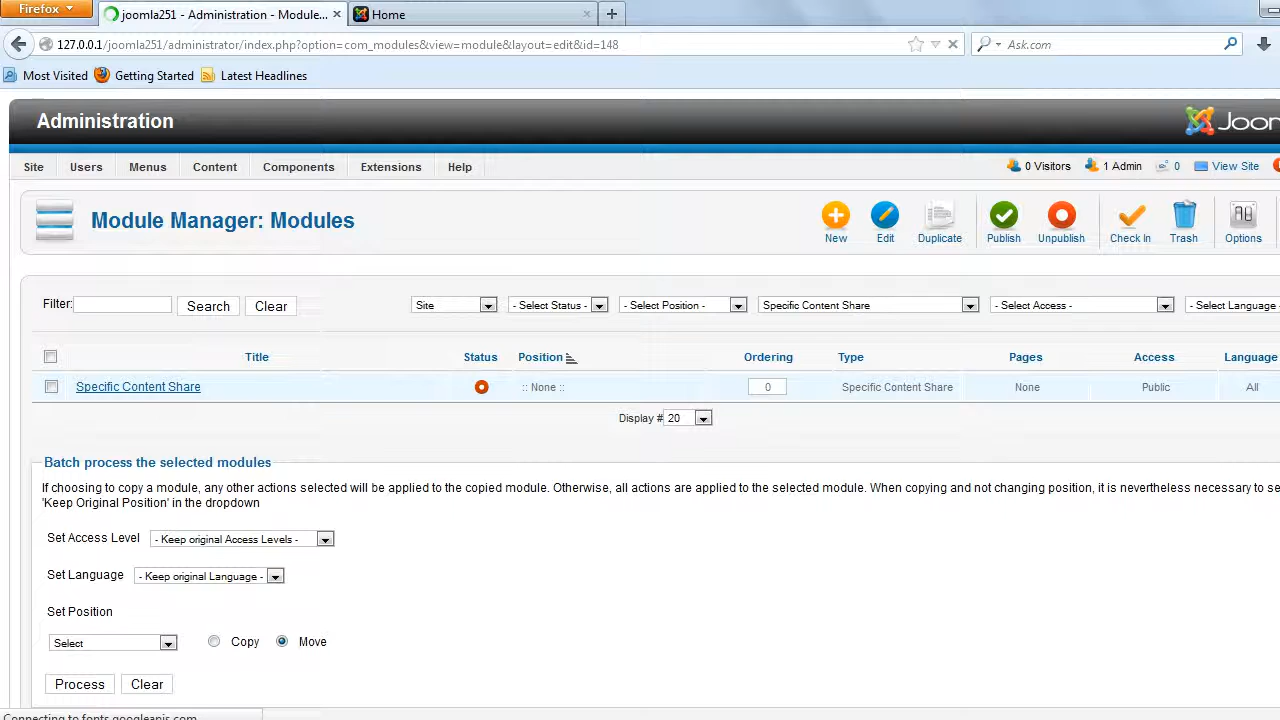 Firefox
joomla251 - Administration - Module... × Home × +
127.0.0.1/joomla251/administrator/index.php?option=com_modules&view=module&layout=edit&id=148 Ask.com
Most Visited Getting Started Latest Headlines
Administration
Site Users Menus Content Components Extensions Help 0 Visitors 1 Admin 0 View Site
Module Manager: Modules New Edit Duplicate Publish Unpublish Check In Trash Options
Filter: Search Clear Site - Select Status - - Select Position - Specific Content Share - Select Access - - Select Language
Title Status Position Ordering Type Pages Access Language
Specific Content Share :: None :: 0 Specific Content Share None Public All
Display # 20
Batch process the selected modules
If choosing to copy a module, any other actions selected will be applied to the copied module. Otherwise, all actions are applied to the selected module. When copying and not changing position, it is nevertheless necessary to se
'Keep Original Position' in the dropdown
Set Access Level - Keep original Access Levels -
Set Language - Keep original Language -
Set Position
Select Copy Move
Process Clear
Connecting to fonts.googleapis.com